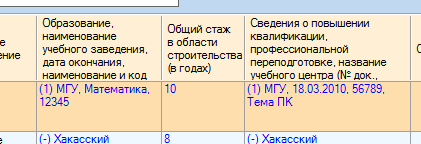 Образование,
наименование
учебного заведения,
дата окончания,
наименование и код
Общий стаж
в области
строительства
(в годах)
Сведения о повышении
квалификации,
профессиональной
переподготовке, название
учебного центра (№ док.,
(1) МГУ, Математика,
12345
10
(1) МГУ, 18.03.2010, 56789,
Тема ПК
(-) Хакасский
8
(-) Хакасский